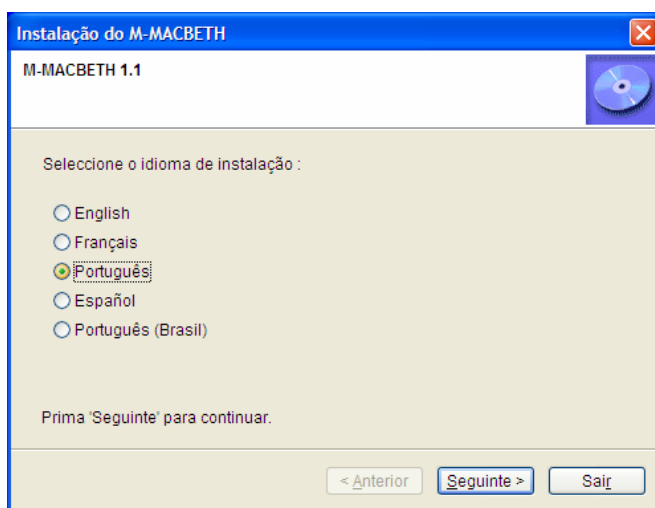 Instalação do M-MACBETH
M-MACBETH 1.1
Seleccione o idioma de instalação :
English
Français
Português
Español
Português (Brasil)
Prima 'Seguinte' para continuar.
< Anterior Seguinte > Sair